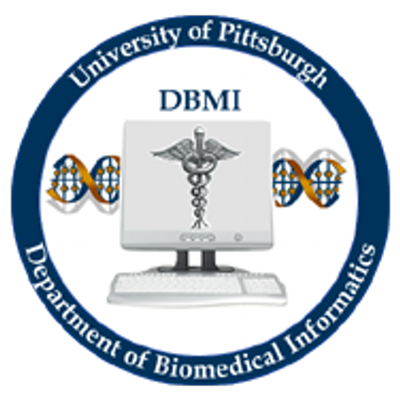 University of Pittsburgh
DBMI
Department of Biomedical Informatics